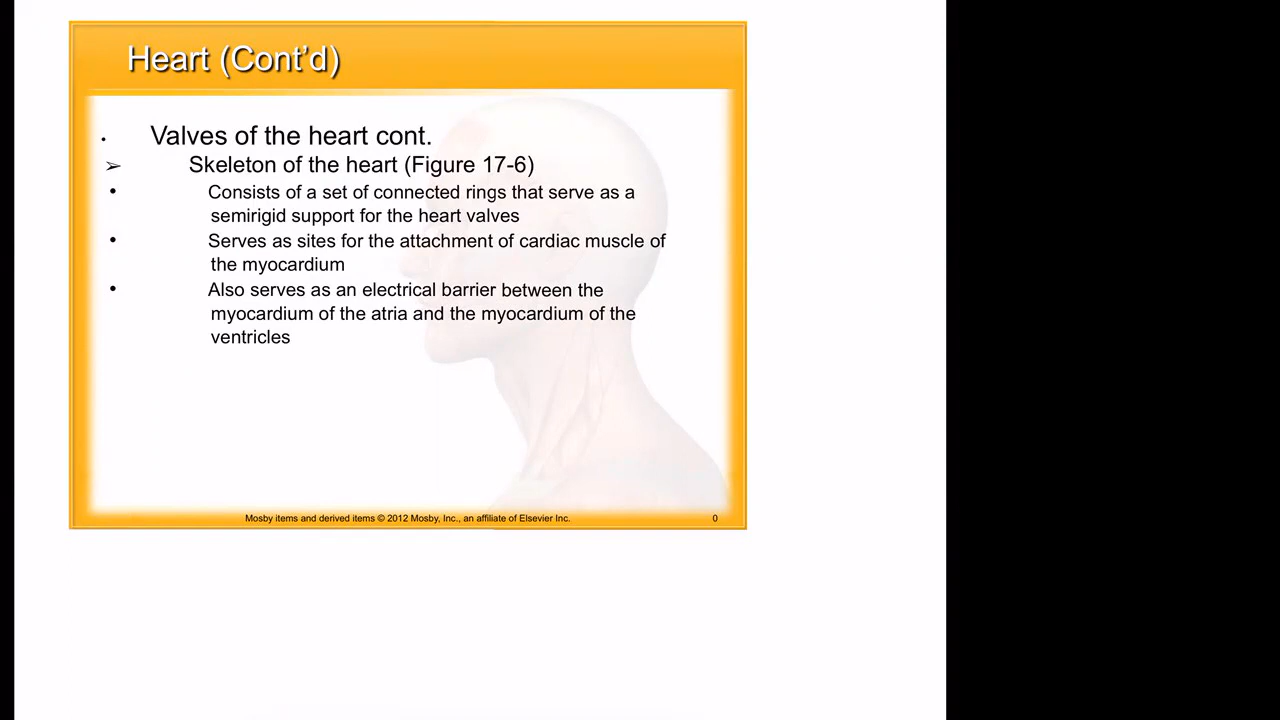 Heart (Cont’d)
• Valves of the heart cont.
➢ Skeleton of the heart (Figure 17-6)
• Consists of a set of connected rings that serve as a
semirigid support for the heart valves
• Serves as sites for the attachment of cardiac muscle of
the myocardium
• Also serves as an electrical barrier between the
myocardium of the atria and the myocardium of the
ventricles
Mosby items and derived items © 2012 Mosby, Inc., an affiliate of Elsevier Inc. 0